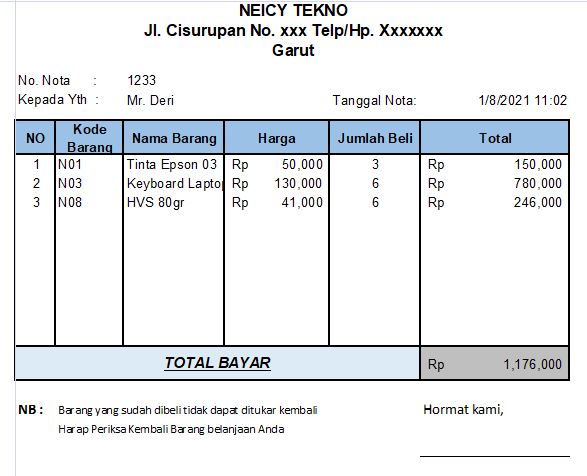 NEICY TEKNO
Jl. Cisurupan No. xxx Telp/Hp. Xxxxxxx
Garut
No. Nota : 1233
Kepada Yth : Mr. Deri Tanggal Nota: 1/8/2021 11:02
NO Kode Barang Nama Barang Harga Jumlah Beli Total
1 N01 Tinta Epson 03 Rp 50,000 3 Rp 150,000
2 N03 Keyboard Laptop Rp 130,000 6 Rp 780,000
3 N08 HVS 80gr Rp 41,000 6 Rp 246,000
TOTAL BAYAR Rp 1,176,000
NB : Barang yang sudah dibeli tidak dapat ditukar kembali Hormat kami,
Harap Periksa Kembali Barang belanjaan Anda